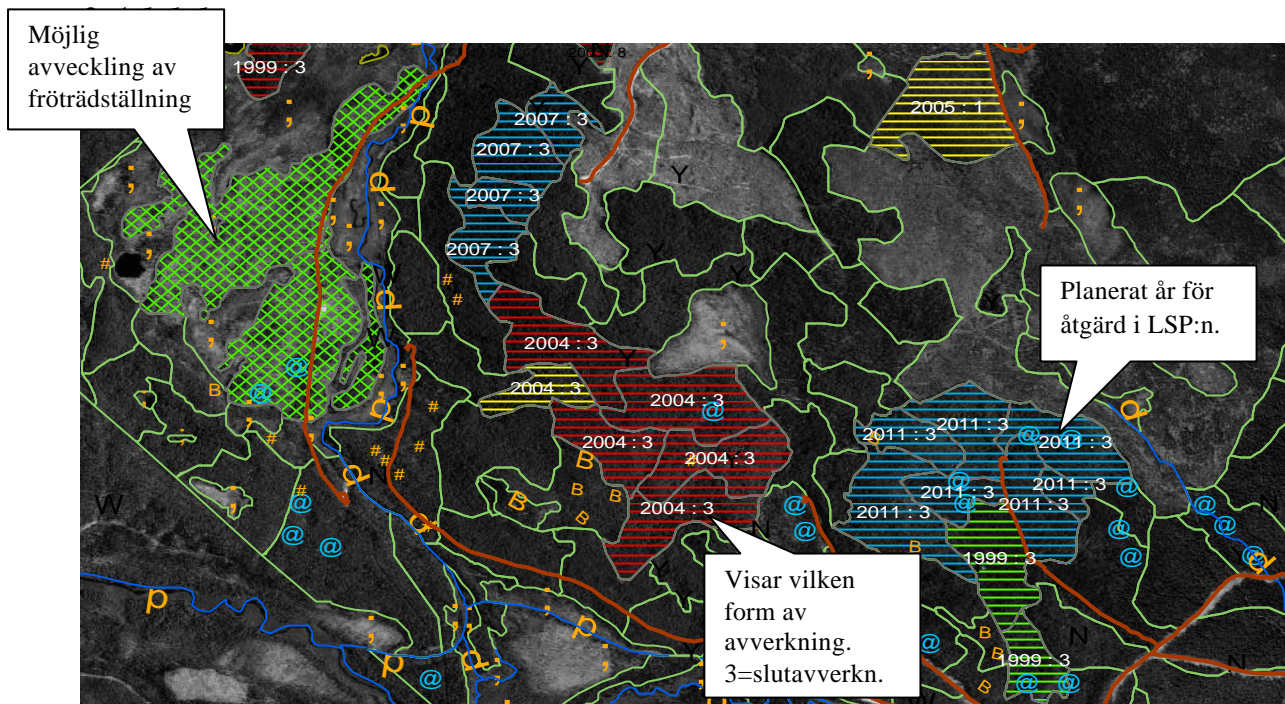 Möjlig
avveckling av
fröträdställning
1999 : 3
2005 : 1
2007 : 3
2007 : 3
2007 : 3
2007 : 3
Planerat år för
åtgärd i LSP:n.
2004 : 3
2004 : 3
2004 : 3
2004 : 3
2004 : 3
2004 : 3
2011 : 3
2011 : 3
2011 : 3
2011 : 3
2011 : 3
2011 : 3
2011 : 3
1999 : 3
1999 : 3
Visar vilken
form av
avverkning.
3=slutavverkn.